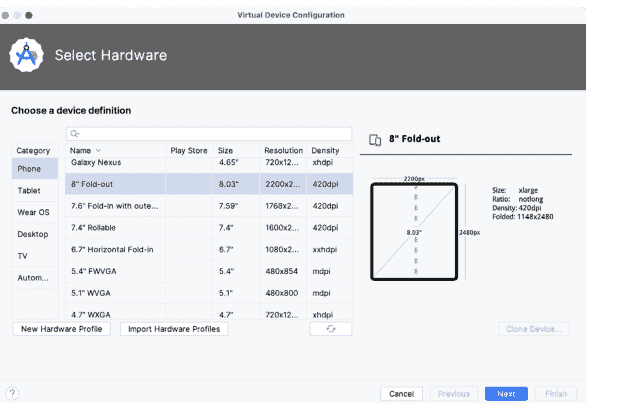 Virtual Device Configuration
Select Hardware
Choose a device definition
Category Name Play Store Size Resolution Density
Phone
Tablet
Wear OS
Desktop
TV
Autom...
Galaxy Nexus 4.65" 720x12... xhdpi
8" Fold-out 8.03" 2200x2... 420dpi
7.6" Fold-in with oute... 7.59" 1768x2... 420dpi
7.4" Rollable 7.4" 1600x2... 420dpi
6.7" Horizontal Fold-in 6.7" 1080x2... xxhdpi
5.4" FWVGA 5.4" 480x854 mdpi
5.1" WVGA 5.1" 480x800 mdpi
4.7" WXGA 4.7" 720x12... xhdpi
New Hardware Profile Import Hardware Profiles
8" Fold-out
2200px
8.03"
2480px
Size: xlarge
Ratio: notlong
Density: 420dpi
Folded: 1148x2480
Clone Device...
? Cancel Previous Next Finish